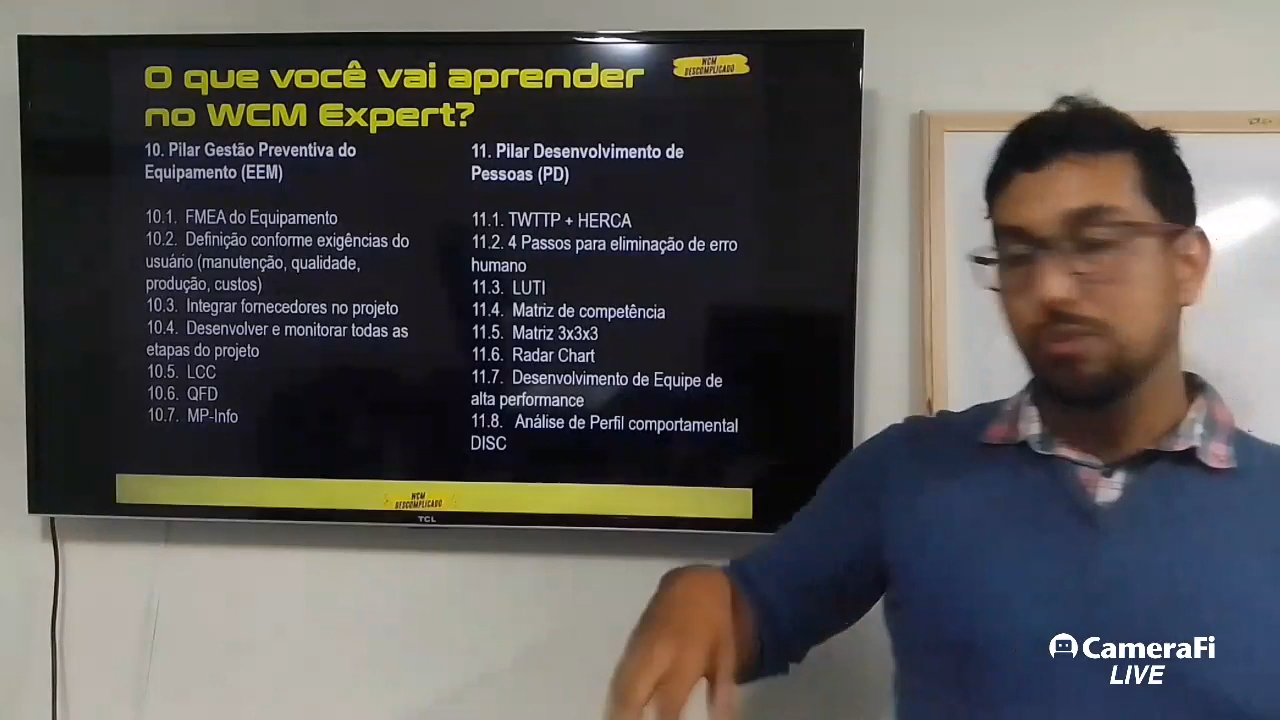 O que você vai aprender
no WCM Expert?
WCM
DESCOMPLICADO
10. Pilar Gestão Preventiva do
Equipamento (EEM)
10.1. FMEA do Equipamento
10.2. Definição conforme exigências do
usuário (manutenção, qualidade,
produção, custos)
10.3. Integrar fornecedores no projeto
10.4. Desenvolver e monitorar todas as
etapas do projeto
10.5. LCC
10.6. QFD
10.7. MP-Info
11. Pilar Desenvolvimento de
Pessoas (PD)
11.1. TWTTP + HERCA
11.2. 4 Passos para eliminação de erro
humano
11.3. LUTI
11.4. Matriz de competência
11.5. Matriz 3x3x3
11.6. Radar Chart
11.7. Desenvolvimento de Equipe de
alta performance
11.8. Análise de Perfil comportamental
DISC
WCM
DESCOMPLICADO
TCL
CameraFi
LIVE